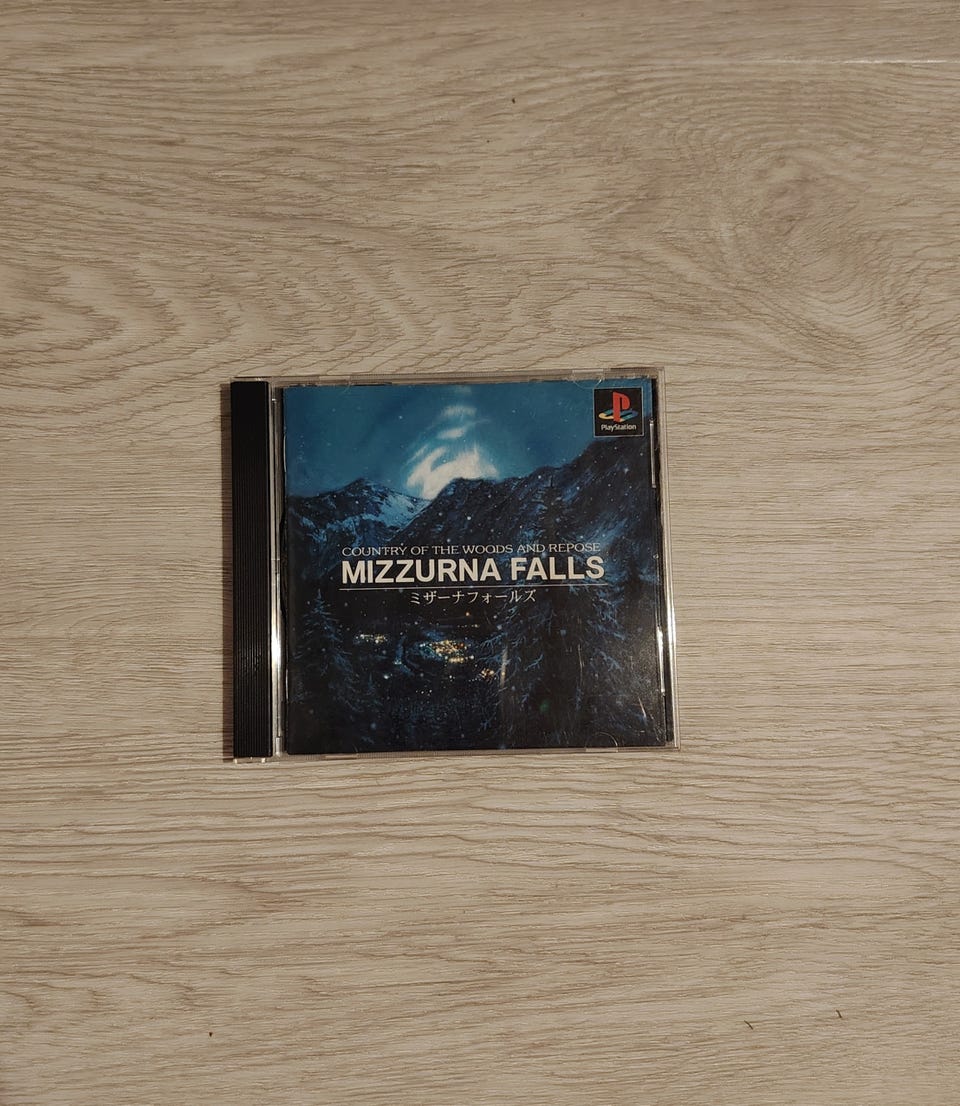 PlayStation
COUNTRY OF THE WOODS AND REPOSE
MIZZURNA FALLS
ミザーナフォールズ